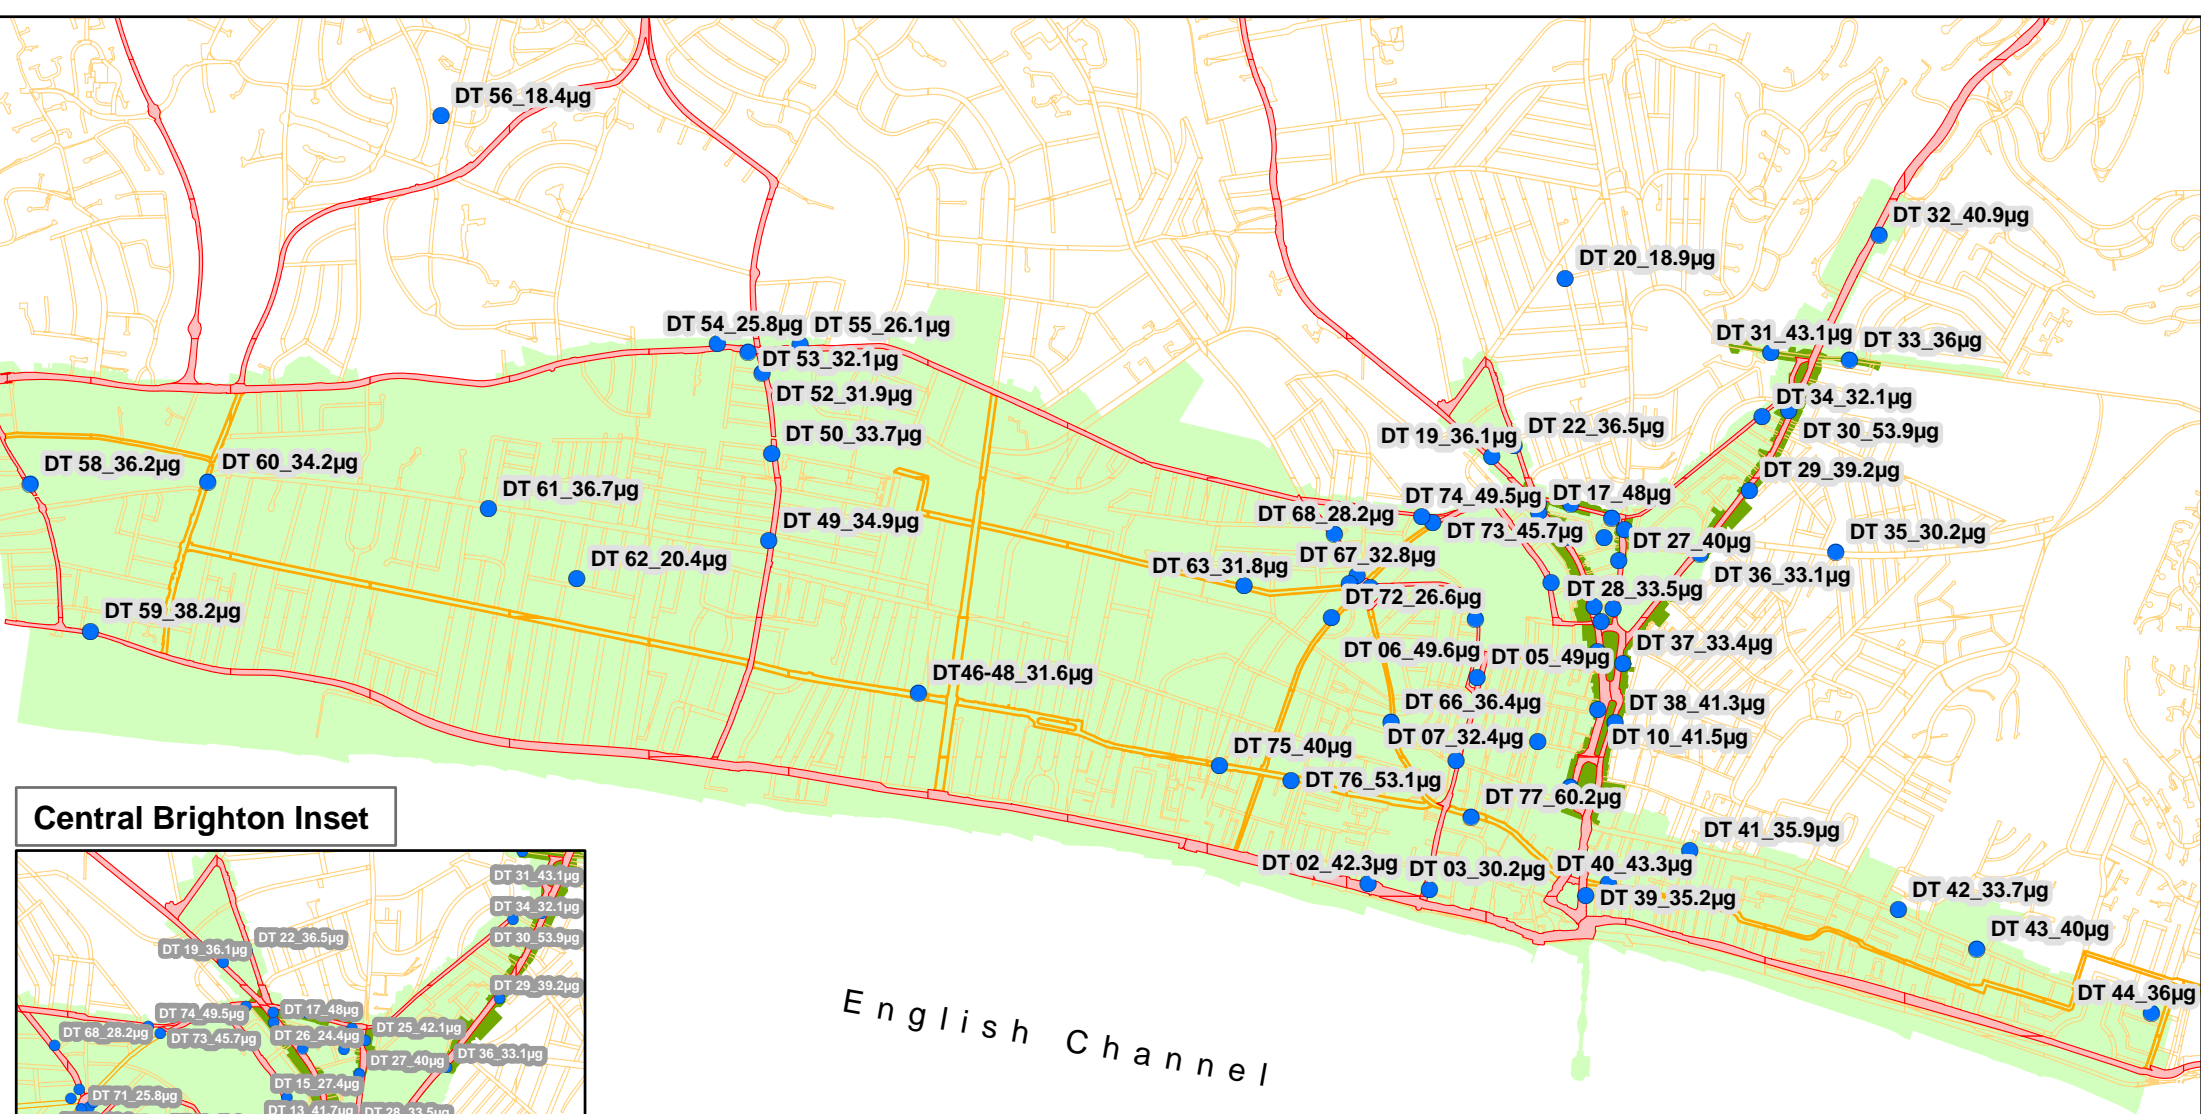 DT 56_18.4µg
DT 32_40.9µg
DT 20_18.9µg
DT 54_25.8µg
DT 55_26.1µg
DT 31_43.1µg
DT 33_36µg
DT 53_32.1µg
DT 52_31.9µg
DT 34_32.1µg
DT 50_33.7µg
DT 19_36.1µg
DT 22_36.5µg
DT 30_53.9µg
DT 58_36.2µg
DT 60_34.2µg
DT 29_39.2µg
DT 61_36.7µg
DT 74_49.5µg
DT 17_48µg
DT 68_28.2µg
DT 49_34.9µg
DT 73_45.7µg
DT 27_40µg
DT 35_30.2µg
DT 62_20.4µg
DT 63_31.8µg
DT 67_32.8µg
DT 36_33.1µg
DT 72_26.6µg
DT 28_33.5µg
DT 59_38.2µg
DT 06_49.6µg
DT 05_49µg
DT 37_33.4µg
DT46-48_31.6µg
DT 66_36.4µg
DT 38_41.3µg
DT 75_40µg
DT 07_32.4µg
DT 10_41.5µg
DT 76_53.1µg
DT 77_60.2µg
DT 41_35.9µg
DT 02_42.3µg
DT 03_30.2µg
DT 40_43.3µg
DT 39_35.2µg
DT 42_33.7µg
DT 43_40µg
DT 44_36µg
English Channel
Central Brighton Inset
DT 31_43.1µg
DT 34_32.1µg
DT 19_36.1µg
DT 22_36.5µg
DT 30_53.9µg
DT 29_39.2µg
DT 74_49.5µg
DT 17_48µg
DT 68_28.2µg
DT 73_45.7µg
DT 26_24.4µg
DT 25_42.1µg
DT 27_40µg
DT 36_33.1µg
DT 15_27.4µg
DT 71_25.8µg
DT 13_41.7µg
DT 28_33.5µg